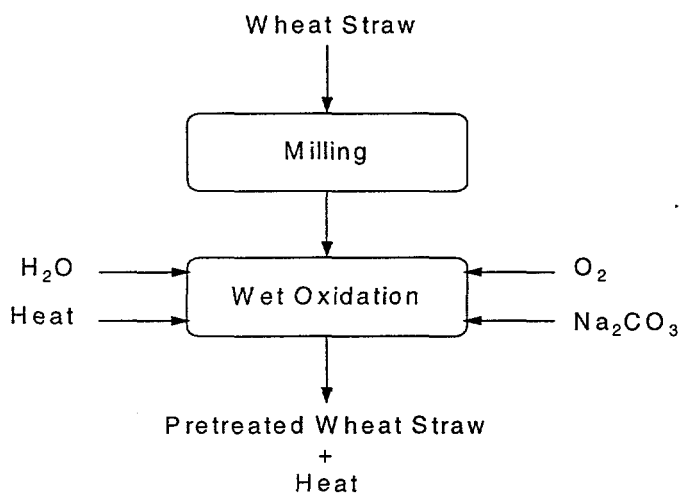 Wheat Straw
Milling
H₂O
Heat
Wet Oxidation
O₂
Na₂CO₃
Pretreated Wheat Straw
+
Heat